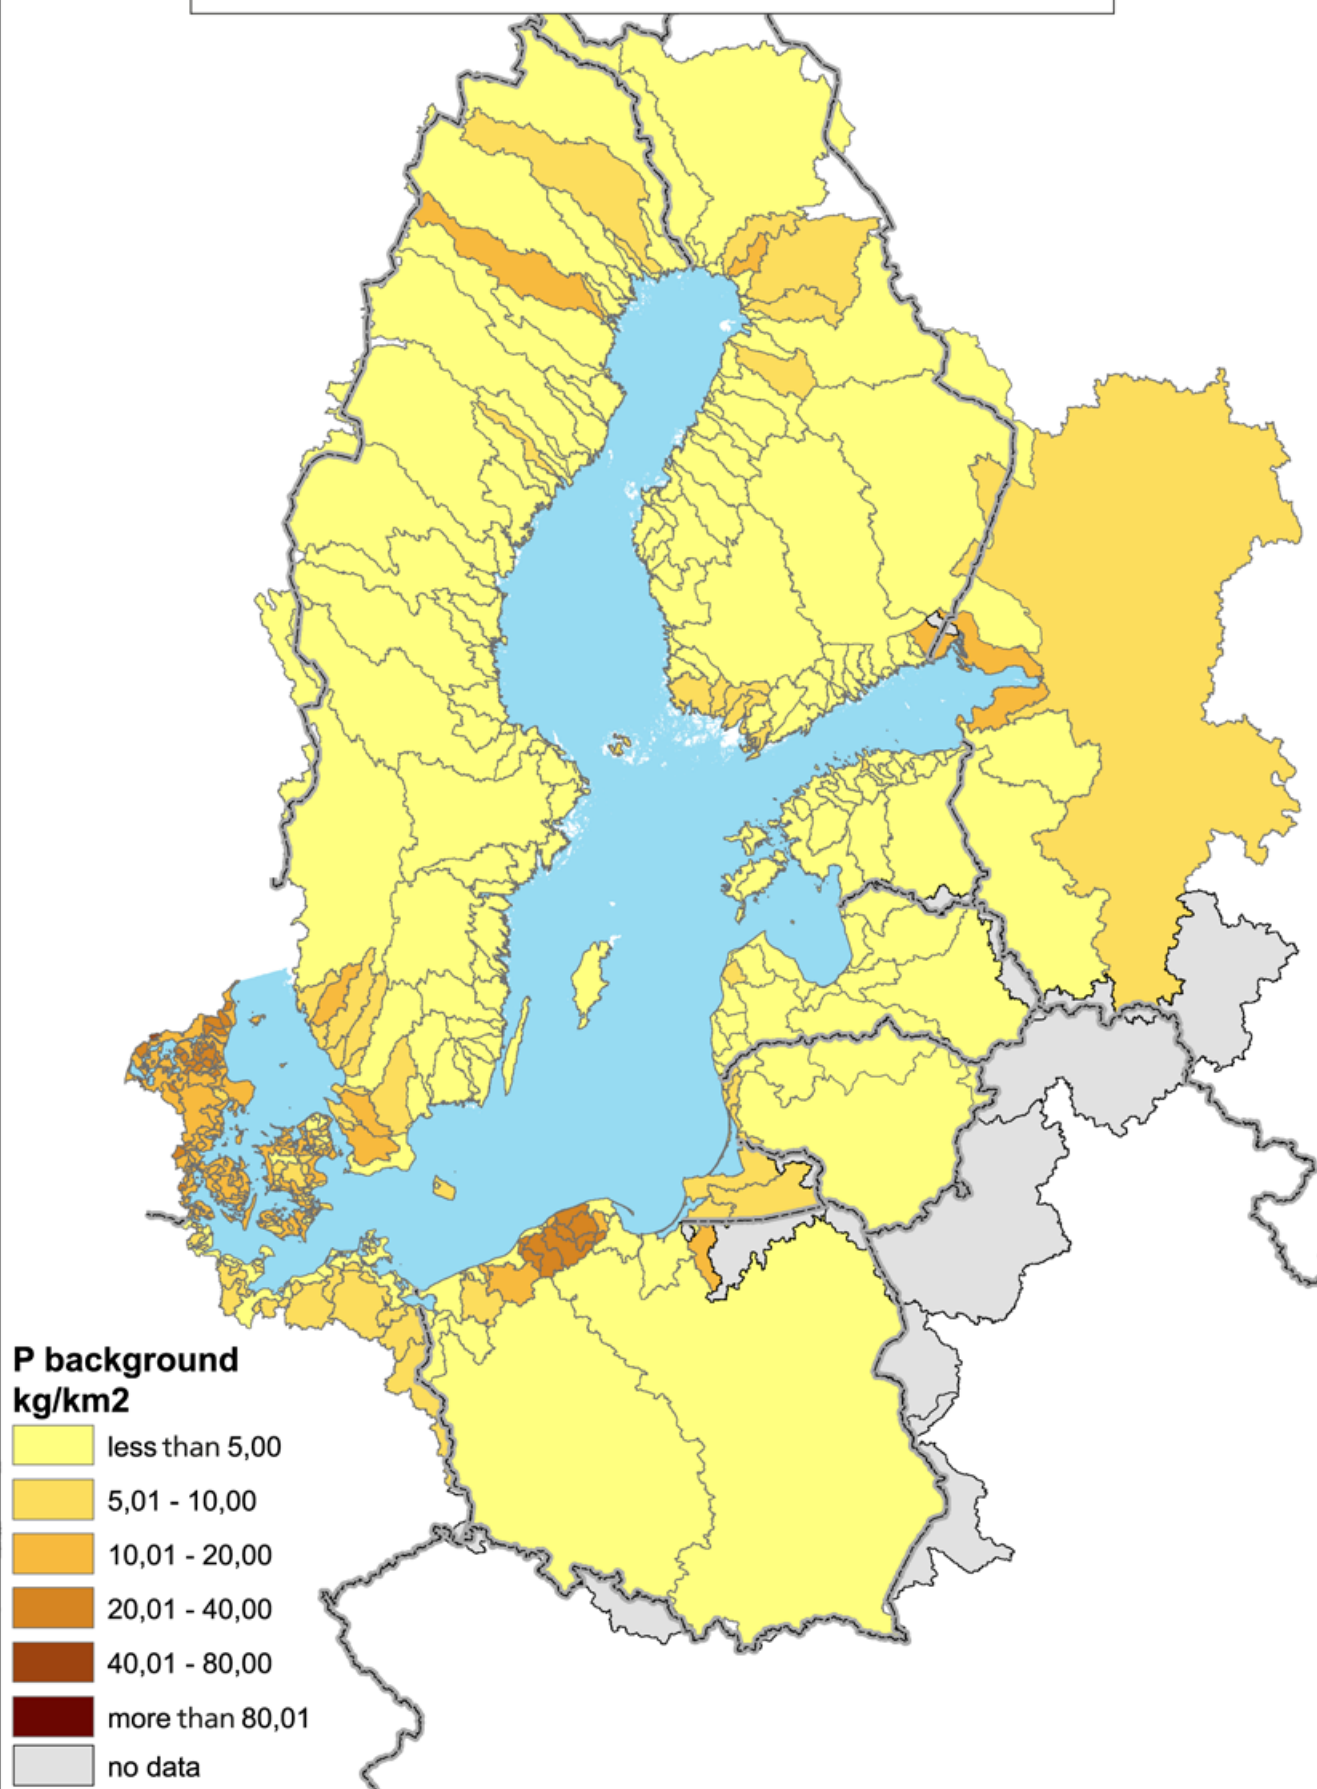 P background
kg/km2
less than 5,00
5,01 - 10,00
10,01 - 20,00
20,01 - 40,00
40,01 - 80,00
more than 80,01
no data